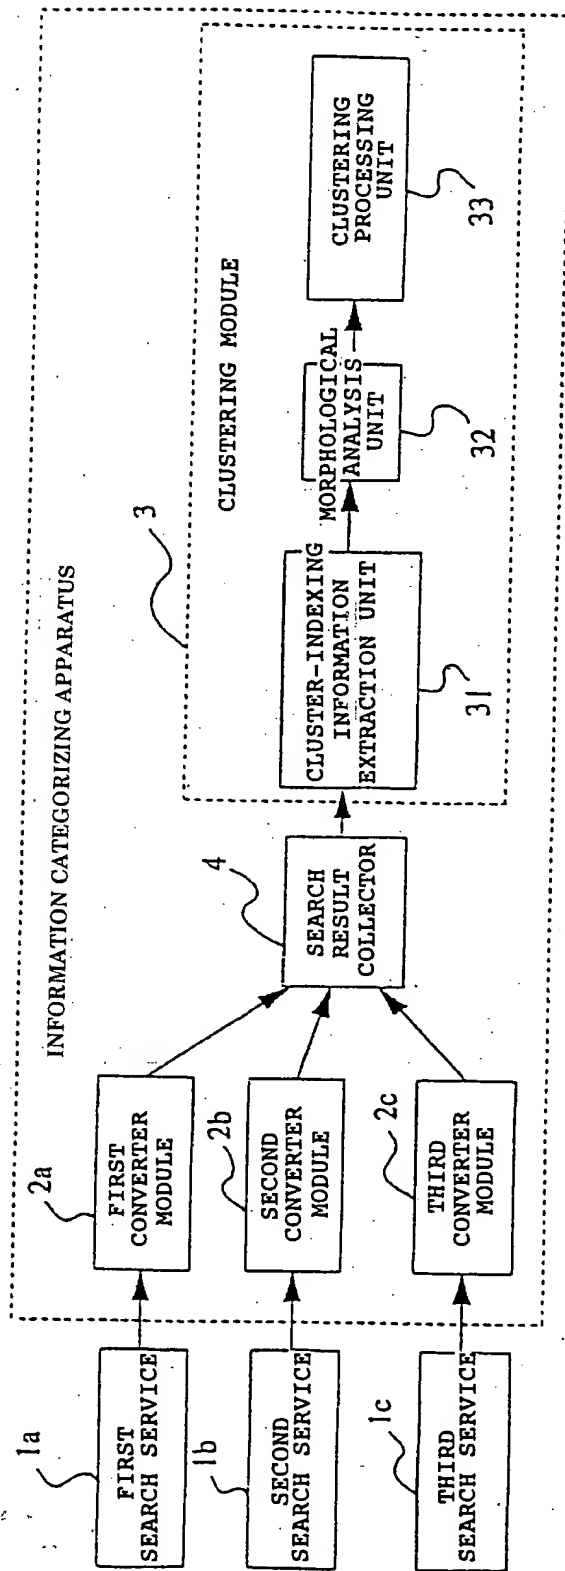 INFORMATION CATEGORIZING APPARATUS
3
CLUSTERING MODULE
1a
FIRST
SEARCH SERVICE
2a
FIRST
CONVERTER
MODULE
1b
SECOND
SEARCH SERVICE
2b
SECOND
CONVERTER
MODULE
1c
THIRD
SEARCH SERVICE
2c
THIRD
CONVERTER
MODULE
4
SEARCH
RESULT
COLLECTOR
CLUSTER-INDEXING
INFORMATION
EXTRACTION UNIT
31
MORPHOLOGICAL
ANALYSIS
UNIT
32
CLUSTERING
PROCESSING
UNIT
33